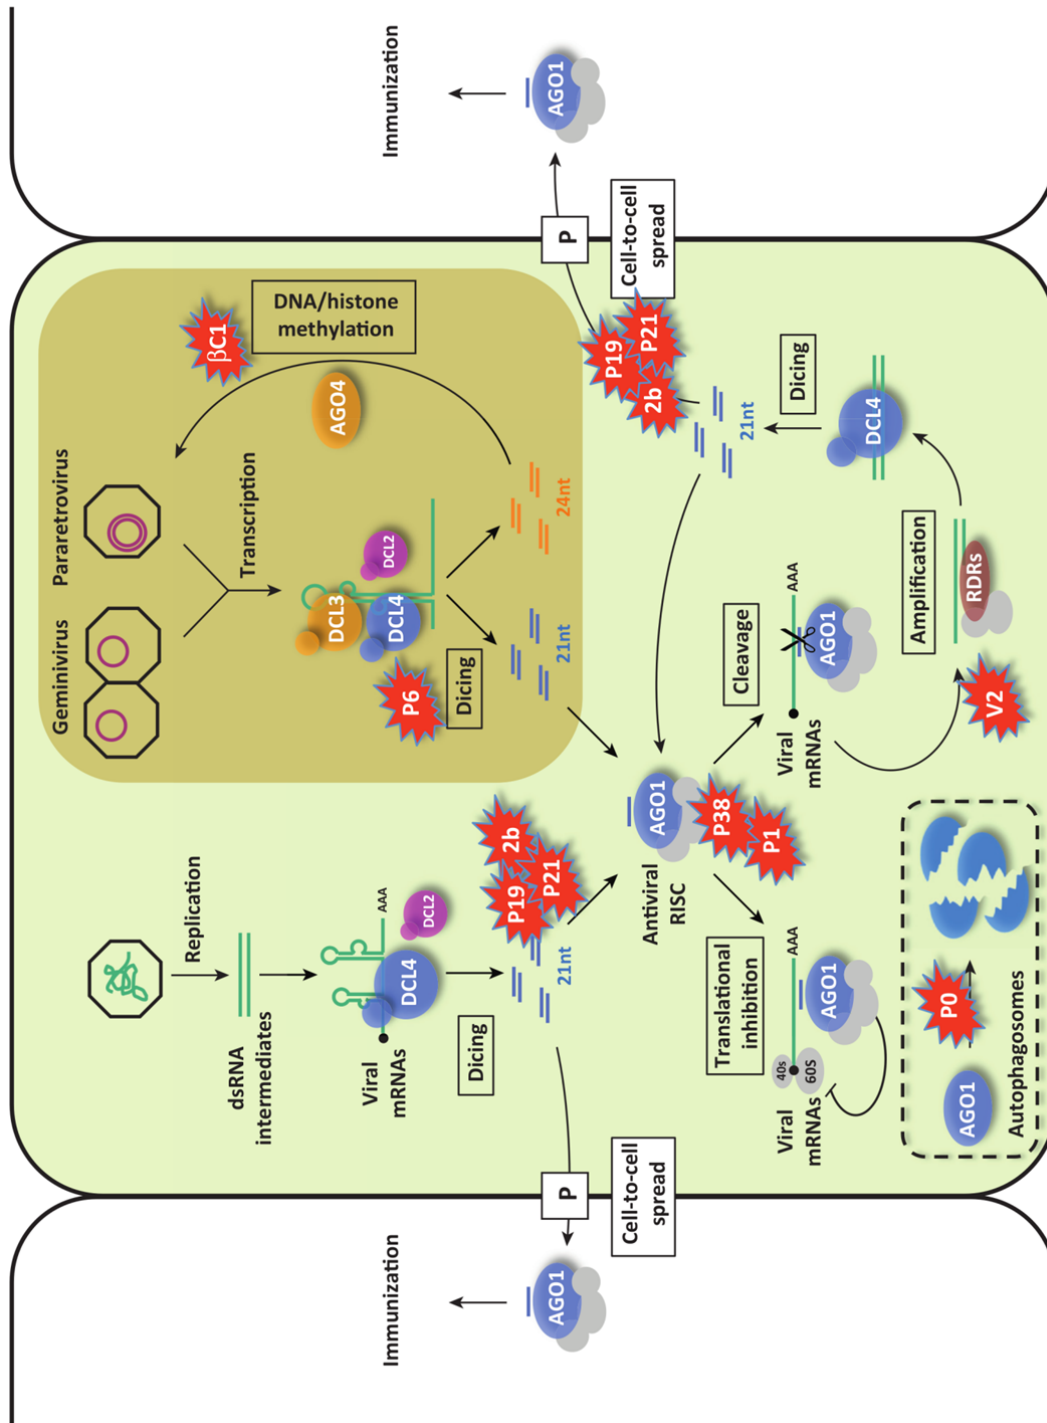 Replication
dsRNA
intermediates
Viral
mRNAs
AAA
DCL4
DCL2
Dicing
21nt
P19
2b
P21
P
Cell-to-cell
spread
AGO1
Immunization
Geminivirus
Pararetrovirus
Transcription
DCL3
DCL4
DCL2
P6
Dicing
21nt
24nt
AGO4
DNA/histone
methylation
βC1
Antiviral
RISC
AGO1
P38
P1
Translational
inhibition
Viral
mRNAs
40s
60S
AAA
AGO1
Cleavage
Viral
mRNAs
AAA
AGO1
V2
Amplification
RDRs
DCL4
Dicing
21nt
2b
P19
P21
P
Cell-to-cell
spread
AGO1
Immunization
AGO1
P0
Autophagosomes